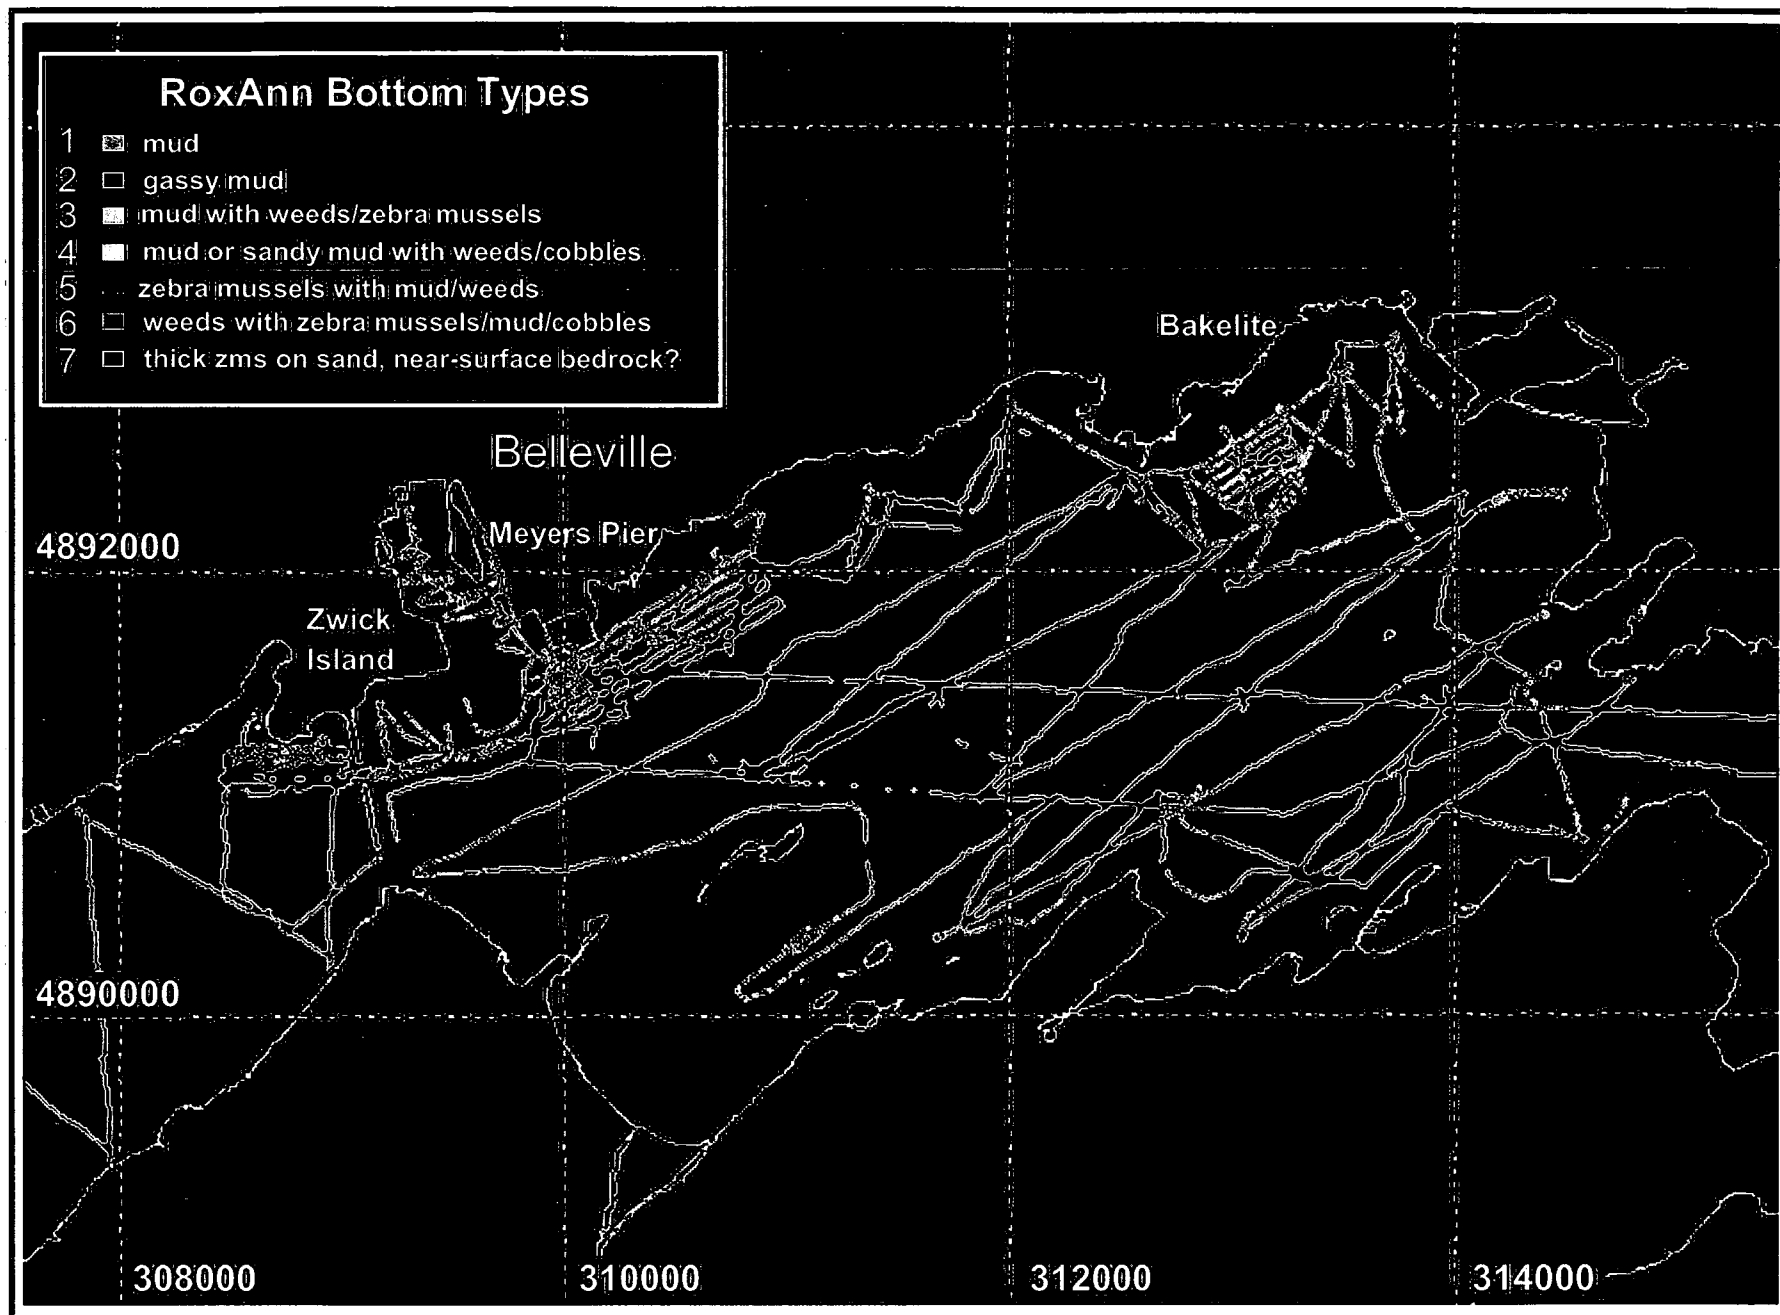 RoxAnn Bottom Types
1 mud
2 gassy mud
3 mud with weeds/zebra mussels
4 mud or sandy mud with weeds/cobbles
5 zebra mussels with mud/weeds
6 weeds with zebra mussels/mud/cobbles
7 thick zms on sand, near-surface bedrock?
Bakelite
Belleville
Meyers Pier
4892000
Zwick
Island
4890000
308000
310000
312000
314000